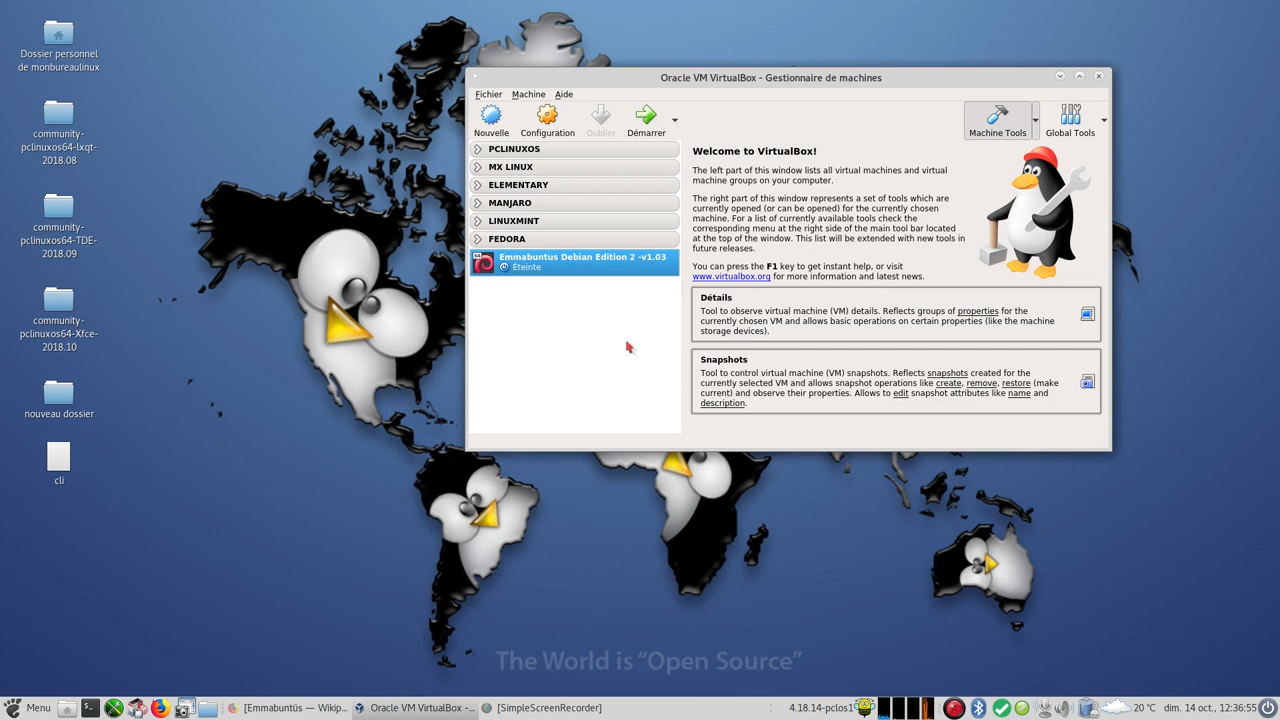 Dossier personnel
de monbureaulinux
community-
pclinuxos64-lxqt-
2018.08
community-
pclinuxos64-TDE-
2018.09
community-
pclinuxos64-Xfce-
2018.10
nouveau dossier
cli
Oracle VM VirtualBox - Gestionnaire de machines
Fichier Machine Aide
Nouvelle Configuration Oublier Démarrer Machine Tools Global Tools
PCLINUXOS
MX LINUX
ELEMENTARY
MANJARO
LINUXMINT
FEDORA
Emmabuntus Debian Edition 2 -v1.03
Éteinte
Welcome to VirtualBox!
The left part of this window lists all virtual machines and virtual
machine groups on your computer.
The right part of this window represents a set of tools which are
currently opened (or can be opened) for the currently chosen
machine. For a list of currently available tools check the
corresponding menu at the right side of the main tool bar located
at the top of the window. This list will be extended with new tools in
future releases.
You can press the F1 key to get instant help, or visit
www.virtualbox.org for more information and latest news.
Détails
Tool to observe virtual machine (VM) details. Reflects groups of properties for the
currently chosen VM and allows basic operations on certain properties (like the machine
storage devices).
Snapshots
Tool to control virtual machine (VM) snapshots. Reflects snapshots created for the
currently selected VM and allows snapshot operations like create, remove, restore (make
current) and observe their properties. Allows to edit snapshot attributes like name and
description.
The World is “Open Source”
Menu [Emmabuntüs — Wikip... Oracle VM VirtualBox -... [SimpleScreenRecorder] 4.18.14-pclos1 20 °C dim. 14 oct., 12:36:55